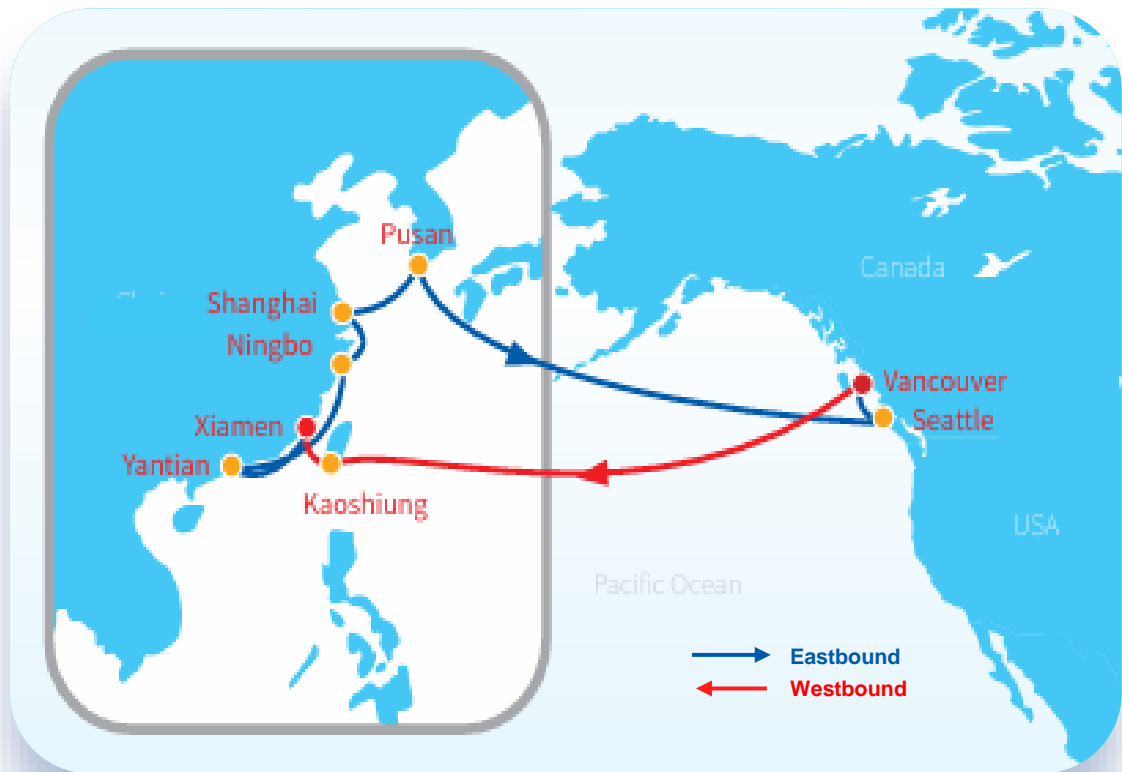 Pusan
Canada
Shanghai
Ningbo
Vancouver
Seattle
Xiamen
Yantian
Kaoshiung
USA
Pacific Ocean
Eastbound
Westbound